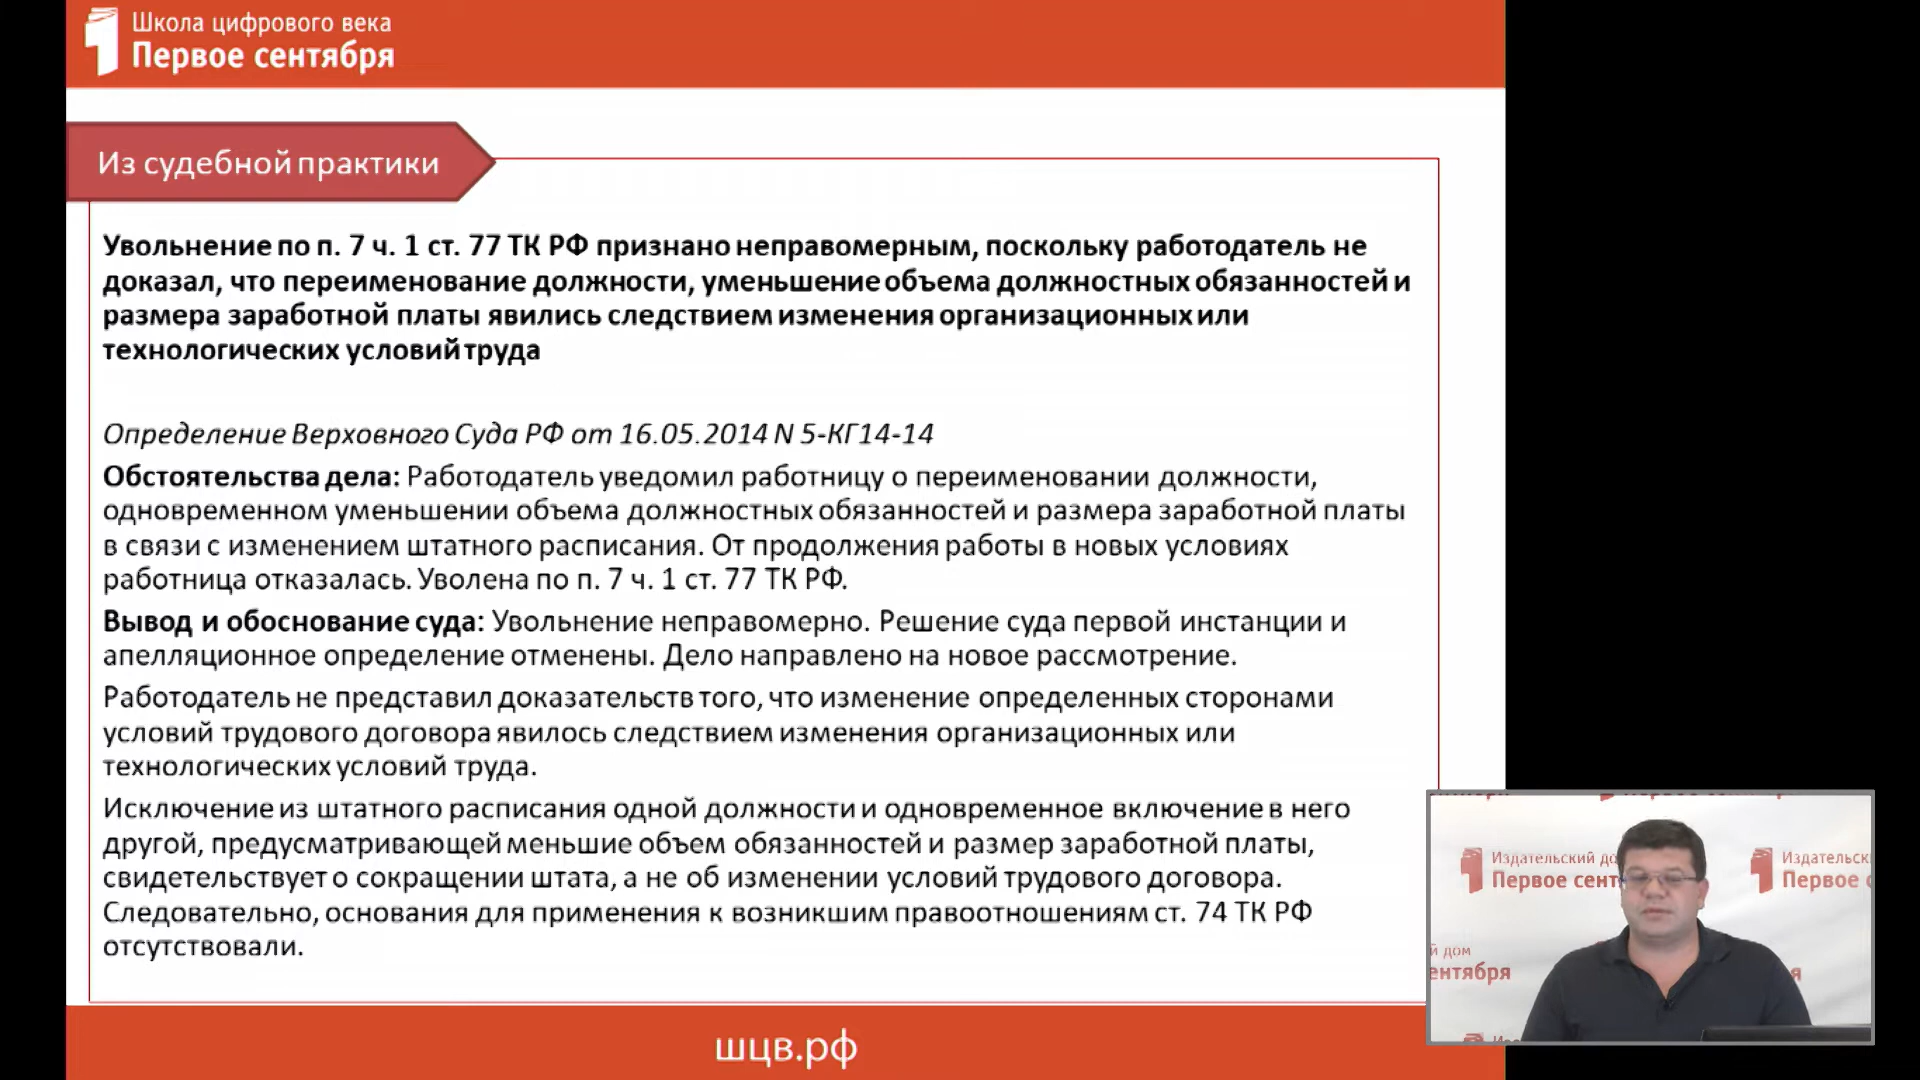 Школа цифрового века
Первое сентября
Из судебной практики
Увольнение по п. 7 ч. 1 ст. 77 ТК РФ признано неправомерным, поскольку работодатель не
доказал, что переименование должности, уменьшение объема должностных обязанностей и
размера заработной платы явились следствием изменения организационных или
технологических условий труда
Определение Верховного Суда РФ от 16.05.2014 N 5-КГ14-14
Обстоятельства дела: Работодатель уведомил работницу о переименовании должности,
одновременном уменьшении объема должностных обязанностей и размера заработной платы
в связи с изменением штатного расписания. От продолжения работы в новых условиях
работница отказалась. Уволена по п. 7 ч. 1 ст. 77 ТК РФ.
Вывод и обоснование суда: Увольнение неправомерно. Решение суда первой инстанции и
апелляционное определение отменены. Дело направлено на новое рассмотрение.
Работодатель не представил доказательств того, что изменение определенных сторонами
условий трудового договора явилось следствием изменения организационных или
технологических условий труда.
Исключение из штатного расписания одной должности и одновременное включение в него
другой, предусматривающей меньшие объем обязанностей и размер заработной платы,
свидетельствует о сокращении штата, а не об изменении условий трудового договора.
Следовательно, основания для применения к возникшим правоотношениям ст. 74 ТК РФ
отсутствовали.
Издательский до
Первое сент
Издательск
Первое с
й дом
ентября
я
шцв.рф